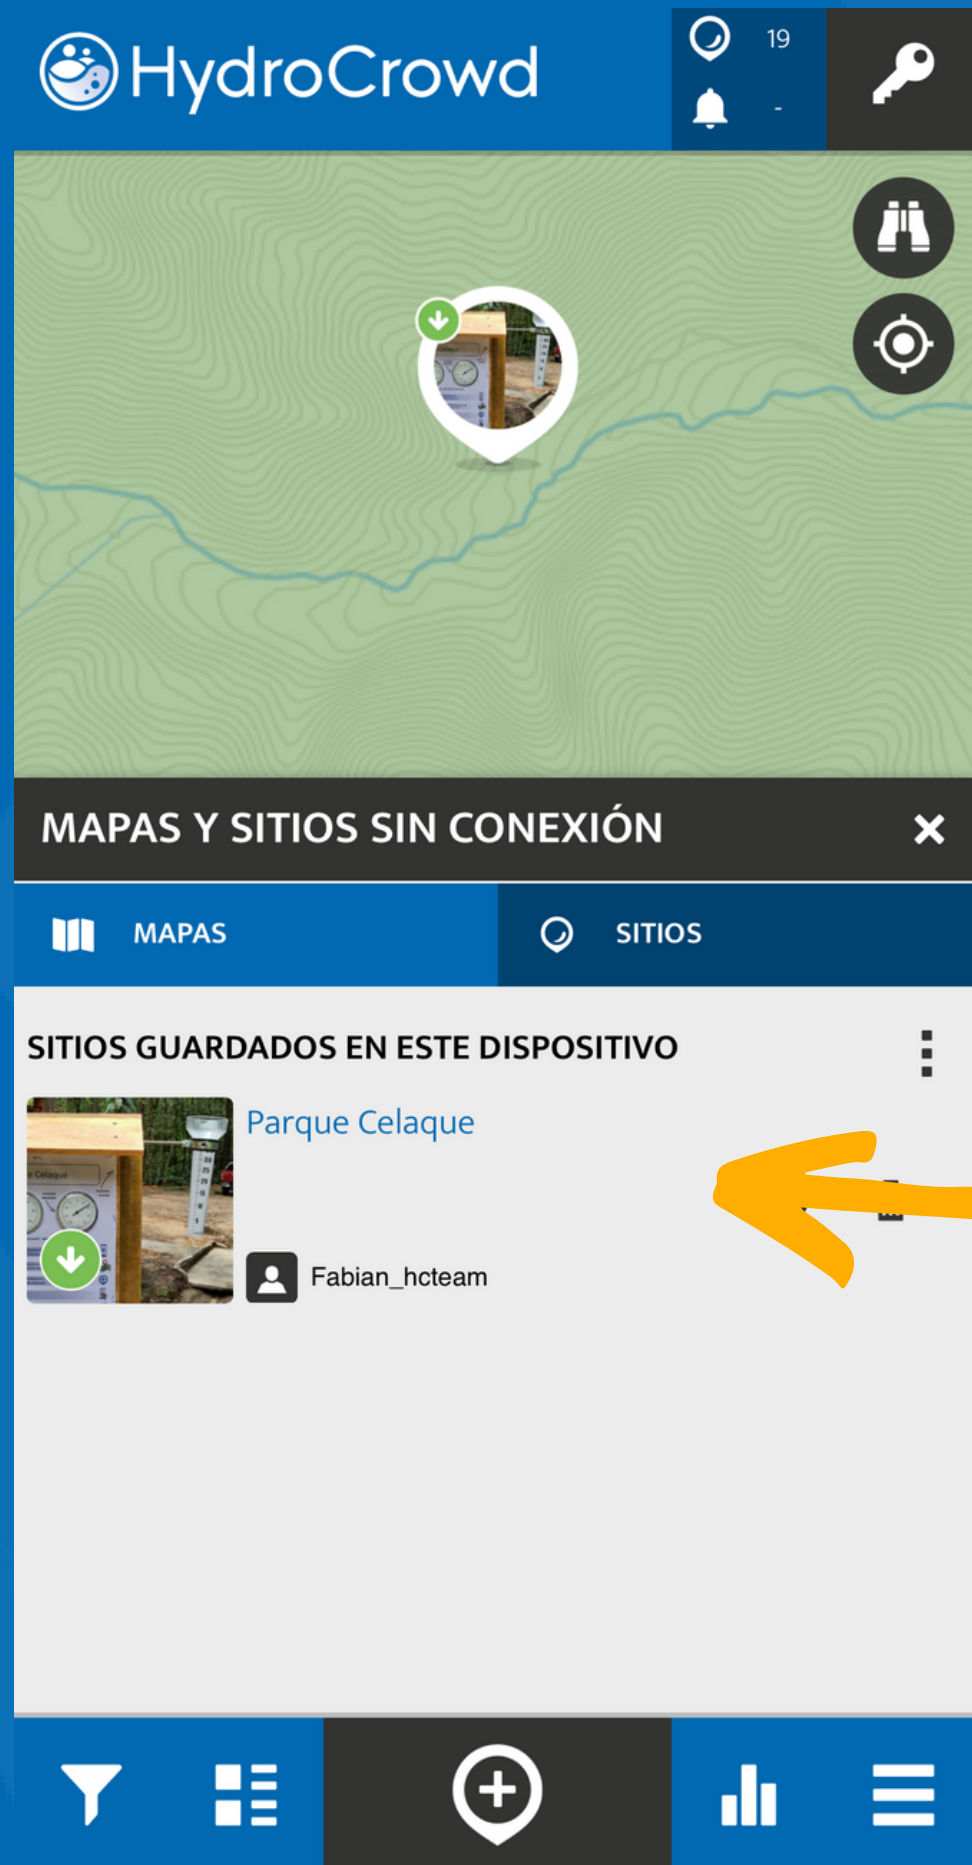 HydroCrowd
19
-
MAPAS Y SITIOS SIN CONEXIÓN
MAPAS
SITIOS
SITIOS GUARDADOS EN ESTE DISPOSITIVO
Parque Celaque
Fabian_hcteam